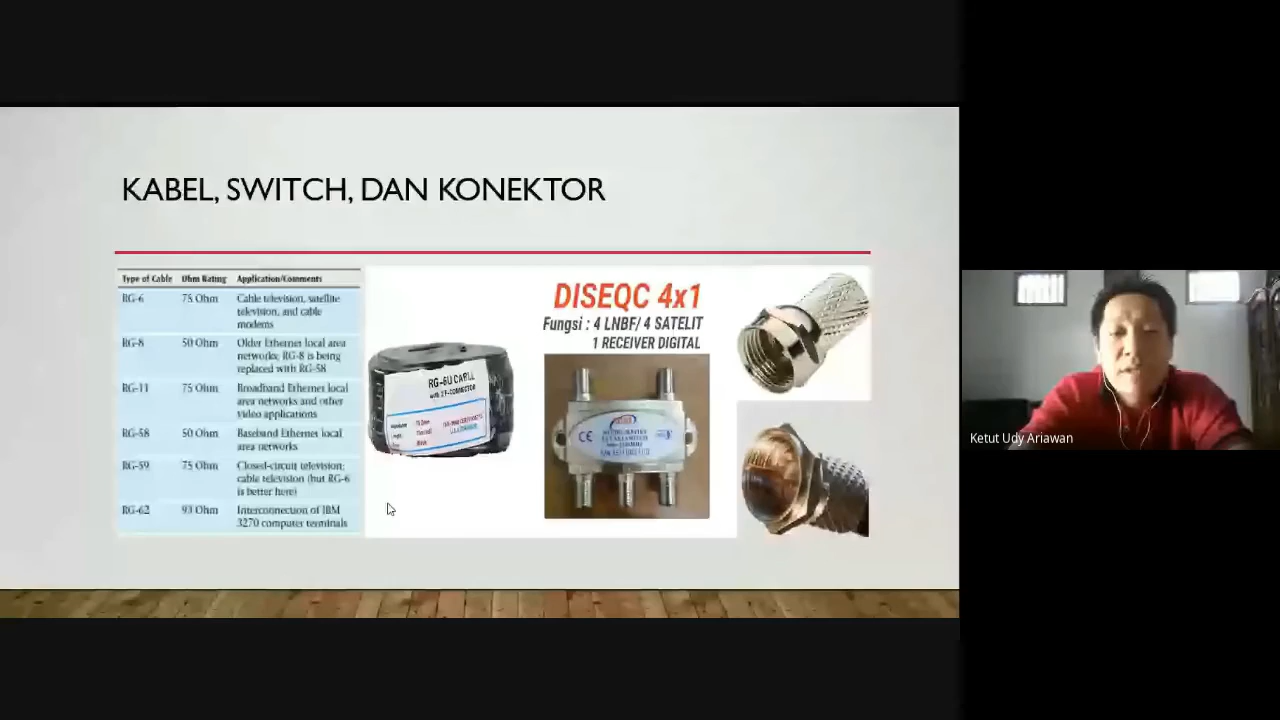 KABEL, SWITCH, DAN KONEKTOR
Type of Cable Ohm Rating Application/Comments
RG-6 75 Ohm Cable television, satellite
television, and cable
modems
RG-8 50 Ohm Older Ethernet local area
networks; RG-8 is being
replaced with RG-58
RG-11 75 Ohm Broadband Ethernet local
area networks and other
video applications
RG-58 50 Ohm Baseband Ethernet local
area networks
RG-59 75 Ohm Closed-circuit television;
cable television (but RG-6
is better here)
RG-62 93 Ohm Interconnection of IBM
3270 computer terminals
RG-6U CABLE
DISEQC 4x1
Fungsi : 4 LNBF/ 4 SATELIT
1 RECEIVER DIGITAL
CE
Ketut Udy Ariawan